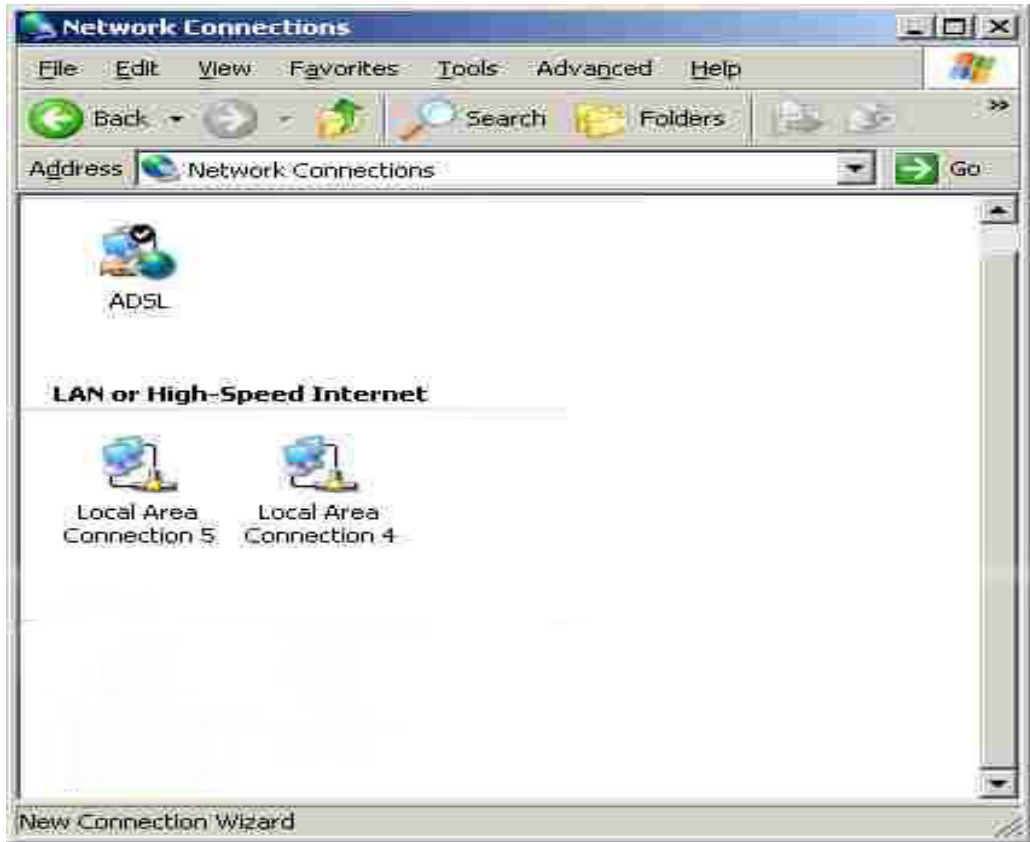 Network Connections
File Edit View Favorites Tools Advanced Help
Back Search Folders
Address Network Connections Go
ADSL
LAN or High-Speed Internet
Local Area Connection 5
Local Area Connection 4
New Connection Wizard